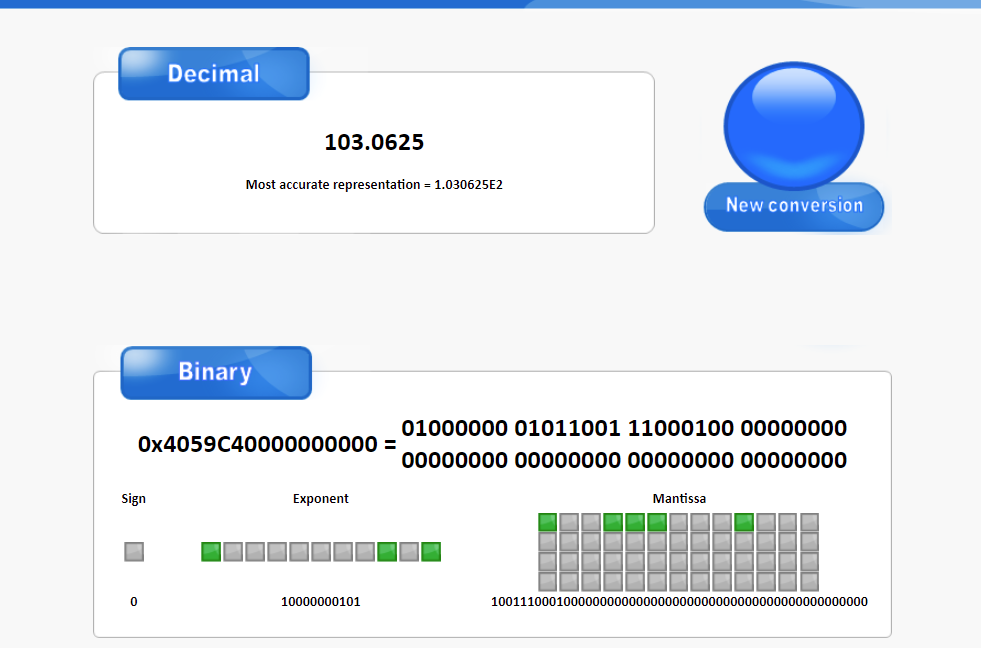 Decimal
103.0625
Most accurate representation = 1.030625E2
New conversion
Binary
0x4059C40000000000 = 01000000 01011001 11000100 00000000
00000000 00000000 00000000 00000000
Sign Exponent Mantissa
0 10000000101 1001110001000000000000000000000000000000000000000000